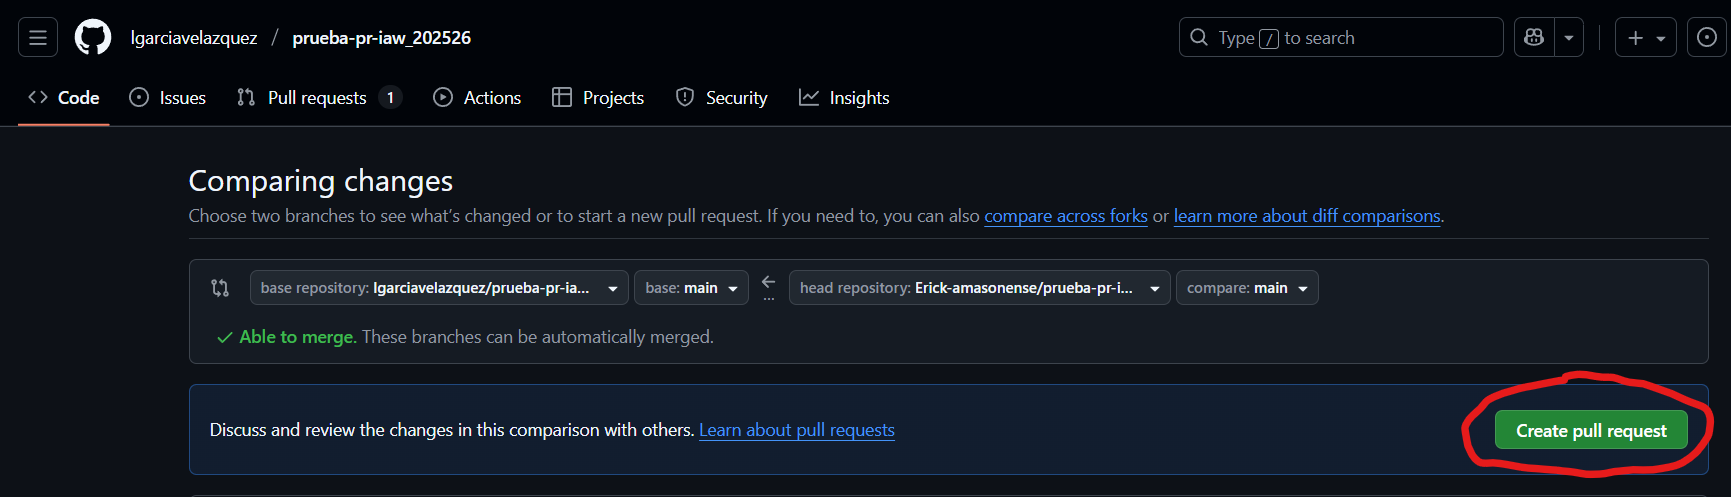 lgarciavelazquez / prueba-pr-iaw_202526 Type / to search
Code Issues Pull requests 1 Actions Projects Security Insights
Comparing changes
Choose two branches to see what's changed or to start a new pull request. If you need to, you can also compare across forks or learn more about diff comparisons.
base repository: lgarciavelazquez/prueba-pr-ia... base: main ... head repository: Erick-amasonense/prueba-pr-i... compare: main
Able to merge. These branches can be automatically merged.
Discuss and review the changes in this comparison with others. Learn about pull requests Create pull request